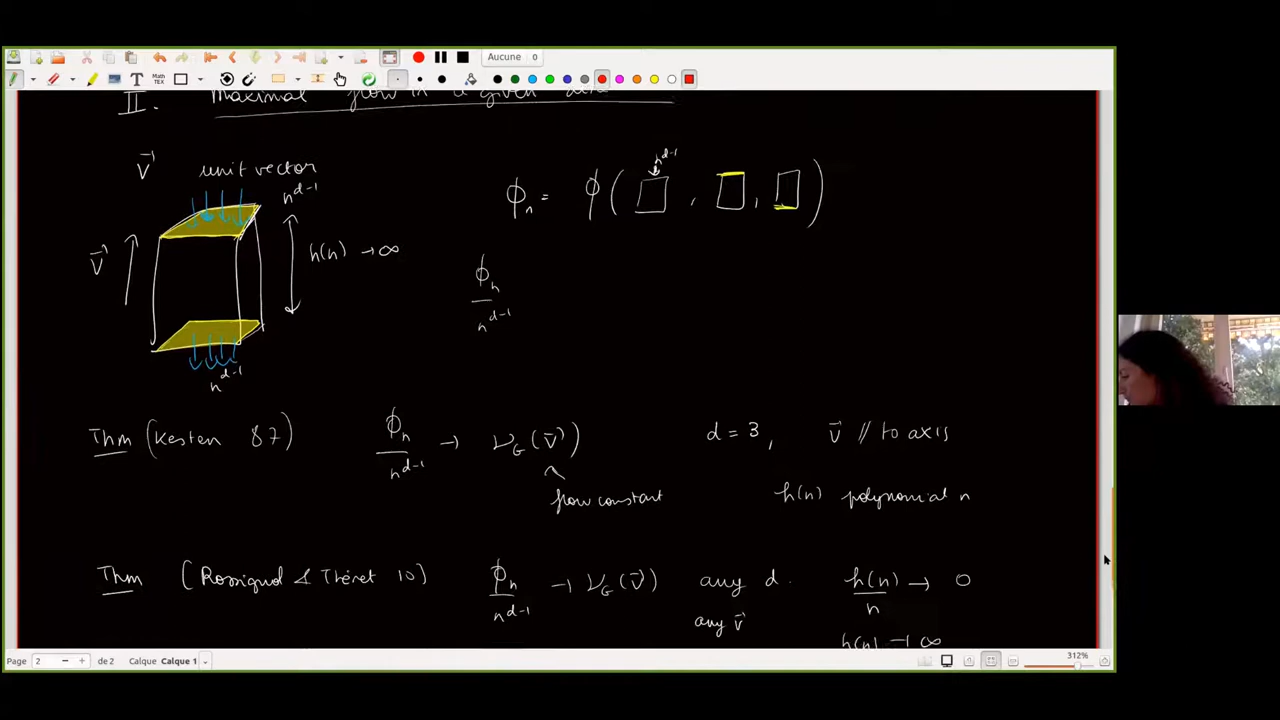 Aucune 0
II. Maximal flow in a given
v⃗ unit vector
n^{d-1}
v⃗
h(n) → ∞
n^{d-1}
n^{d-1}
ϕ_n = ϕ( , , )
ϕ_n / n^{d-1}
Thm (Kesten 87) ϕ_n / n^{d-1} → ν_G(v⃗) d = 3, v⃗ // to axis
flow constant h(n) polynomial n
Thm (Rossignol & Théret 10) ϕ_n / n^{d-1} → ν_G(v⃗) any d. h(n) / n → 0
any v⃗
h(n) → ∞
Page 2 de 2 Calque Calque 1 312%